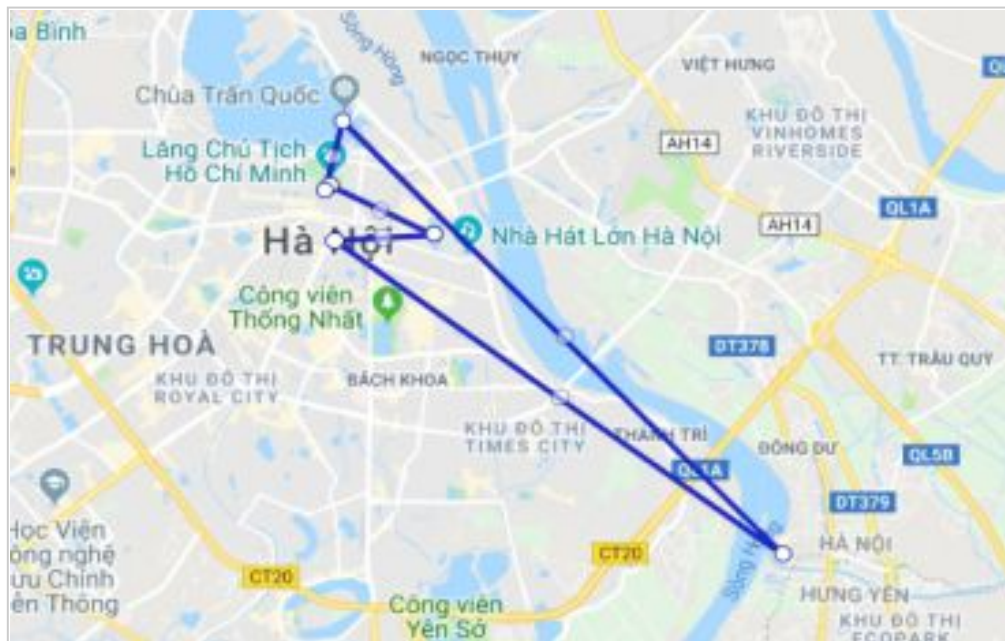 oa Bình
Sông Hồng
NGỌC THỤY
VIỆT HƯNG
Chùa Trấn Quốc
KHU ĐÔ THỊ
VINHOMES
RIVERSIDE
AH14
Lăng Chủ Tịch
Hồ Chí Minh
QL1A
AH14
Hà Nội
Nhà Hát Lớn Hà Nội
Công viên
Thống Nhất
TRUNG HOÀ
DT378
TT. TRÂU QUỲ
KHU ĐÔ THỊ
ROYAL CITY
BÁCH KHOA
KHU ĐÔ THỊ
TIMES CITY
THANH TRÌ
ĐÔNG DƯ
QL1A
QL5B
DT379
Học Viện
ông nghệ
ưu Chính
ễn Thông
Sông Hồng
HÀ NỘI
CT20
CT20
HƯNG YÊN
Công viên
Yên Sở
KHU ĐÔ THỊ
ECOPARK